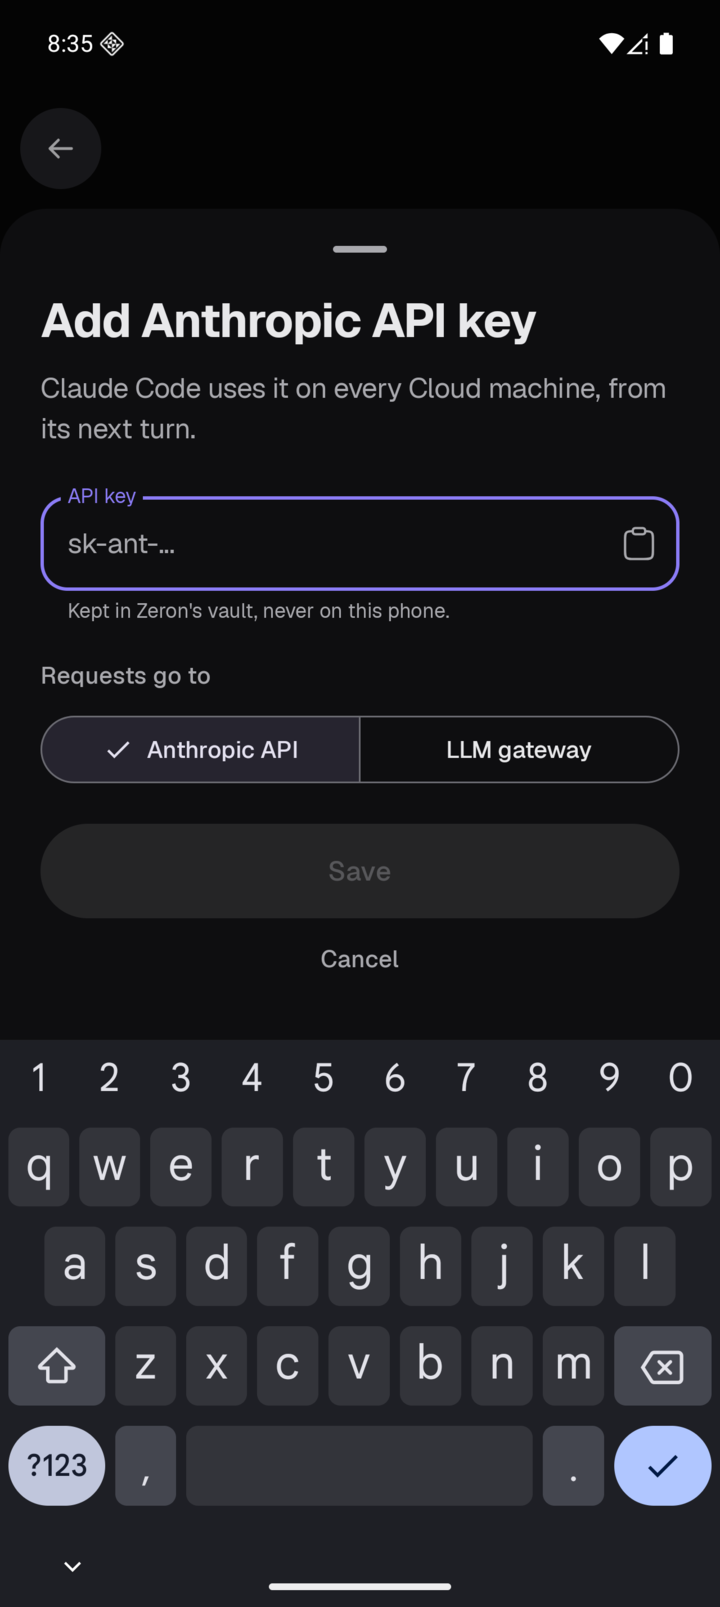 8:35
Add Anthropic API key
Claude Code uses it on every Cloud machine, from
its next turn.
API key
sk-ant-...
Kept in Zeron's vault, never on this phone.
Requests go to
Anthropic API
LLM gateway
Save
Cancel
1 2 3 4 5 6 7 8 9 0
q w e r t y u i o p
a s d f g h j k l
z x c v b n m
?123 , .